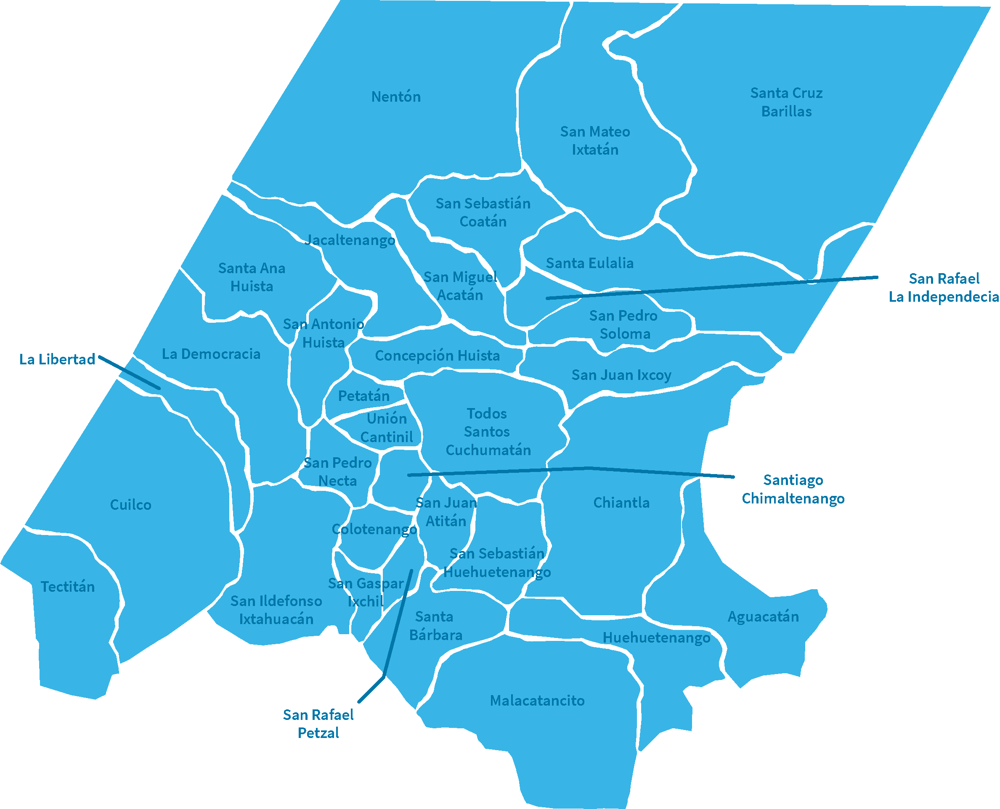 Nentón
Santa Cruz
Barillas
San Mateo
Ixtatán
San Sebastián
Coatán
Jacaltenango
Santa Eulalia
Santa Ana
Huista
San Miguel
Acatán
San Rafael
La Independecia
San Pedro
Soloma
San Antonio
Huista
La Democracia
Concepción Huista
La Libertad
San Juan Ixcoy
Petatán
Unión
Cantinil
Todos
Santos
Cuchumatán
San Pedro
Necta
Santiago
Chimaltenango
Cuilco
San Juan
Atitán
Chiantla
Colotenango
San Sebastián
Huehuetenango
Tectitán
San Gaspar
Ixchil
San Ildefonso
Ixtahuacán
Santa
Bárbara
Aguacatán
Huehuetenango
Malacatancito
San Rafael
Petzal